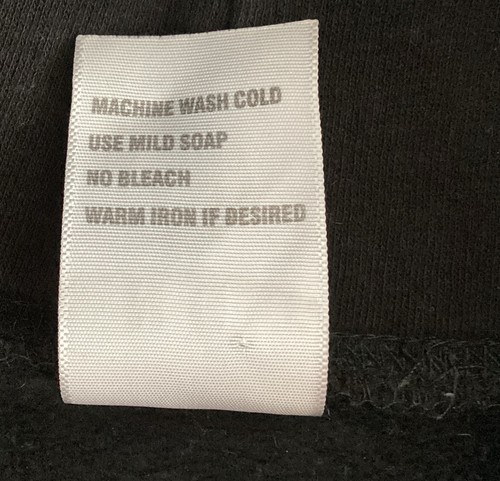 MACHINE WASH COLD
USE MILD SOAP
NO BLEACH
WARM IRON IF DESIRED